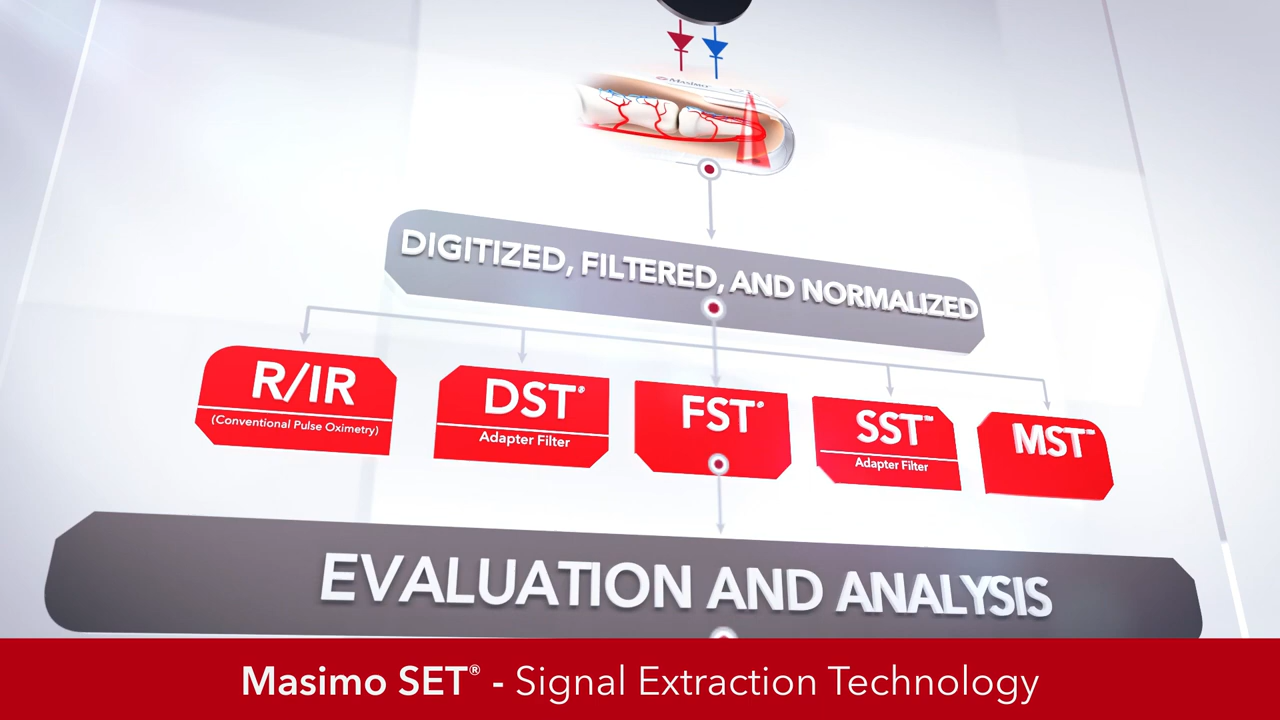 Masimo
DIGITIZED, FILTERED, AND NORMALIZED
R/IR
(Conventional Pulse Oximetry)
DST®
Adapter Filter
FST®
SST™
Adapter Filter
MST™
EVALUATION AND ANALYSIS
Masimo SET® - Signal Extraction Technology